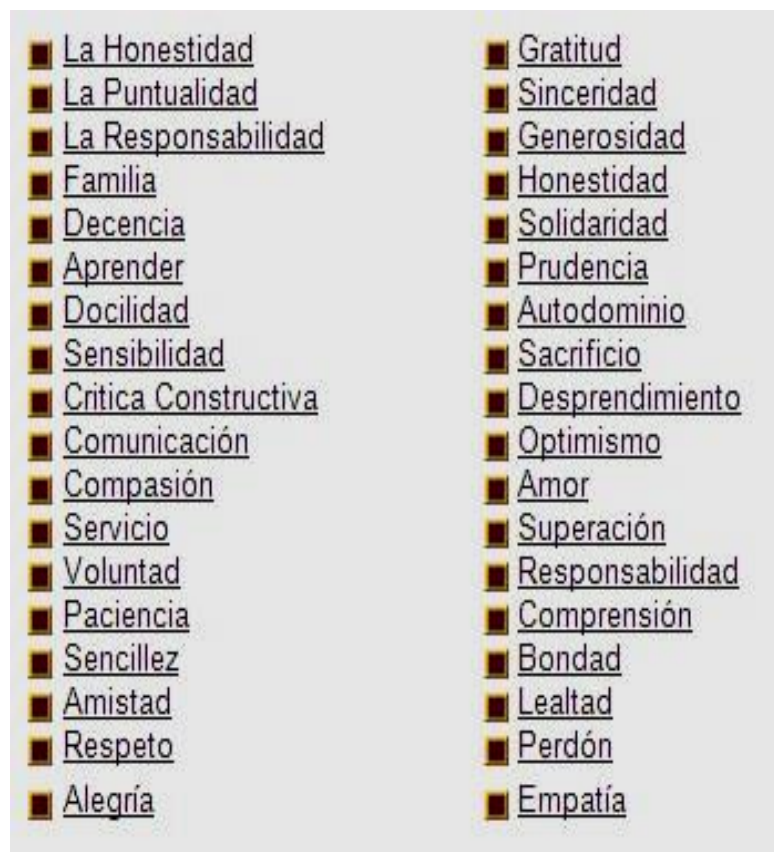 La Honestidad
La Puntualidad
La Responsabilidad
Familia
Decencia
Aprender
Docilidad
Sensibilidad
Critica Constructiva
Comunicación
Compasión
Servicio
Voluntad
Paciencia
Sencillez
Amistad
Respeto
Alegría
Gratitud
Sinceridad
Generosidad
Honestidad
Solidaridad
Prudencia
Autodominio
Sacrificio
Desprendimiento
Optimismo
Amor
Superación
Responsabilidad
Comprensión
Bondad
Lealtad
Perdón
Empatía